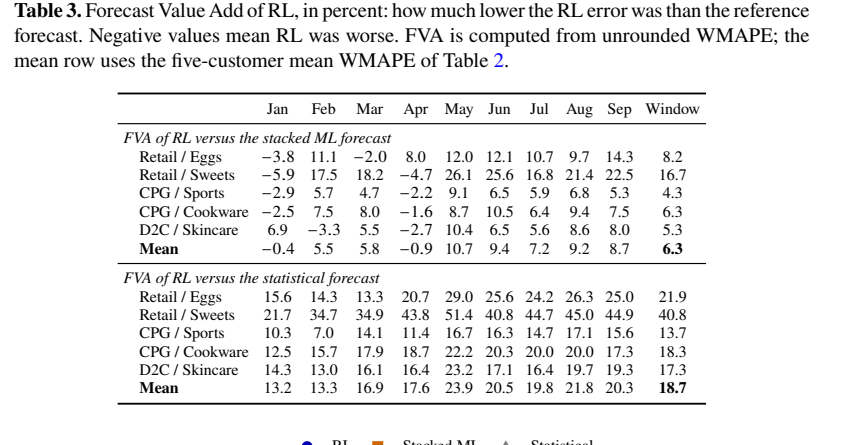 Table 3. Forecast Value Add of RL, in percent: how much lower the RL error was than the reference
forecast. Negative values mean RL was worse. FVA is computed from unrounded WMAPE; the
mean row uses the five-customer mean WMAPE of Table 2.
Jan Feb Mar Apr May Jun Jul Aug Sep Window
FVA of RL versus the stacked ML forecast
Retail / Eggs −3.8 11.1 −2.0 8.0 12.0 12.1 10.7 9.7 14.3 8.2
Retail / Sweets −5.9 17.5 18.2 −4.7 26.1 25.6 16.8 21.4 22.5 16.7
CPG / Sports −2.9 5.7 4.7 −2.2 9.1 6.5 5.9 6.8 5.3 4.3
CPG / Cookware −2.5 7.5 8.0 −1.6 8.7 10.5 6.4 9.4 7.5 6.3
D2C / Skincare 6.9 −3.3 5.5 −2.7 10.4 6.5 5.6 8.6 8.0 5.3
Mean −0.4 5.5 5.8 −0.9 10.7 9.4 7.2 9.2 8.7 6.3
FVA of RL versus the statistical forecast
Retail / Eggs 15.6 14.3 13.3 20.7 29.0 25.6 24.2 26.3 25.0 21.9
Retail / Sweets 21.7 34.7 34.9 43.8 51.4 40.8 44.7 45.0 44.9 40.8
CPG / Sports 10.3 7.0 14.1 11.4 16.7 16.3 14.7 17.1 15.6 13.7
CPG / Cookware 12.5 15.7 17.9 18.7 22.2 20.3 20.0 20.0 17.3 18.3
D2C / Skincare 14.3 13.0 16.1 16.4 23.2 17.1 16.4 19.7 19.3 17.3
Mean 13.2 13.3 16.9 17.6 23.9 20.5 19.8 21.8 20.3 18.7
RL Stacked ML Statistical